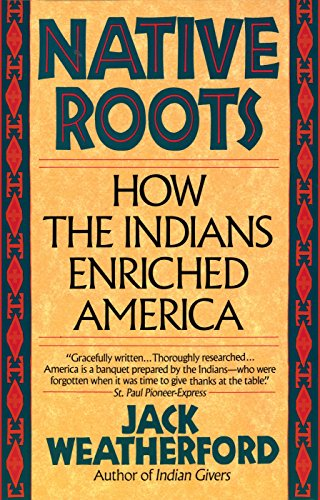 NATIVE
ROOTS
HOW
THE INDIANS
ENRICHED
AMERICA
“Gracefully written... Thoroughly researched...
America is a banquet prepared by the Indians—who were
forgotten when it was time to give thanks at the table.”
St. Paul Pioneer-Express
JACK
WEATHERFORD
Author of Indian Givers